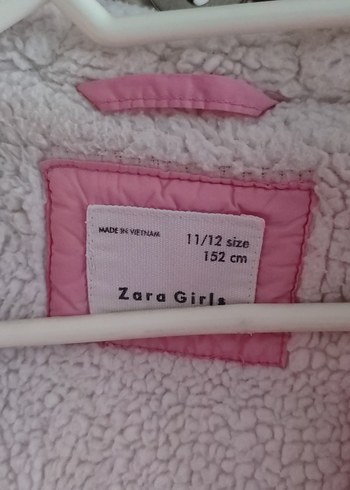 MADE IN VIETNAM
11/12 size
152 cm
Zara Girls